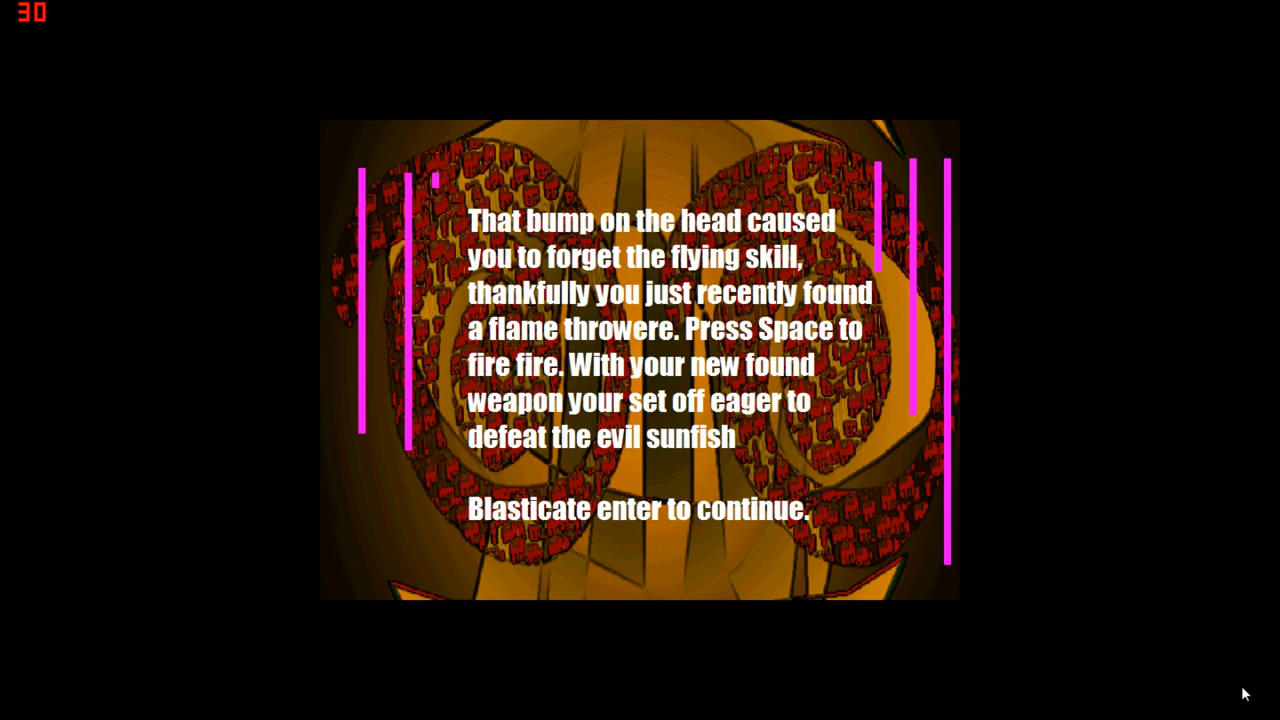 30
That bump on the head caused
you to forget the flying skill,
thankfully you just recently found
a flame throwere. Press Space to
fire fire. With your new found
weapon your set off eager to
defeat the evil sunfish
Blasticate enter to continue.